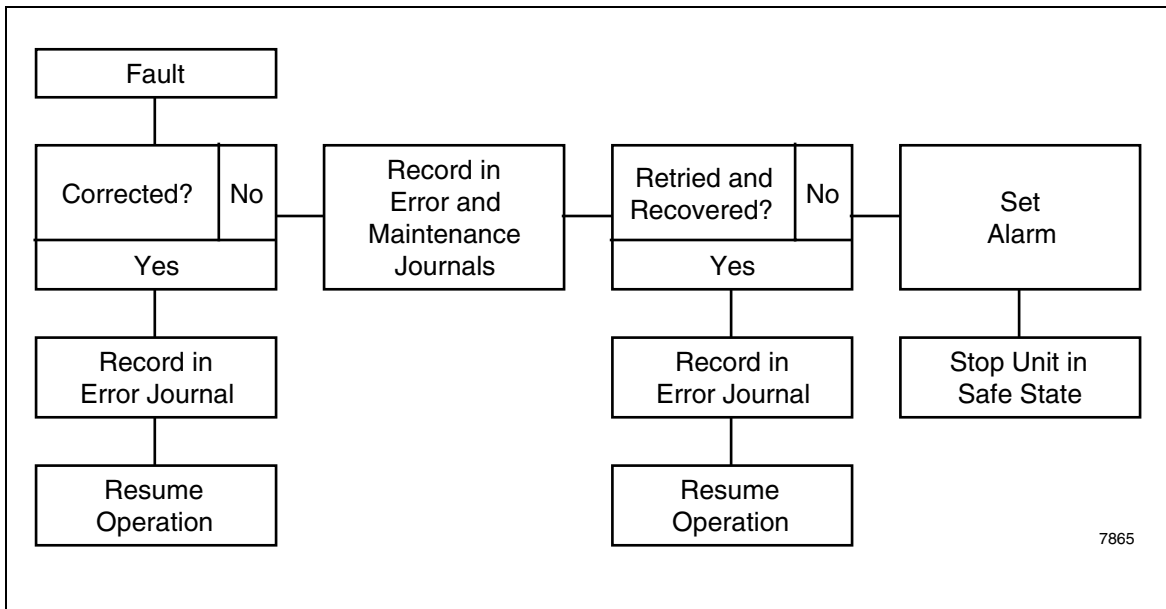 Fault
Corrected?
No
Yes
Record in
Error Journal
Resume
Operation
Record in
Error and
Maintenance
Journals
Retried and
Recovered?
No
Yes
Record in
Error Journal
Resume
Operation
Set
Alarm
Stop Unit in
Safe State
7865